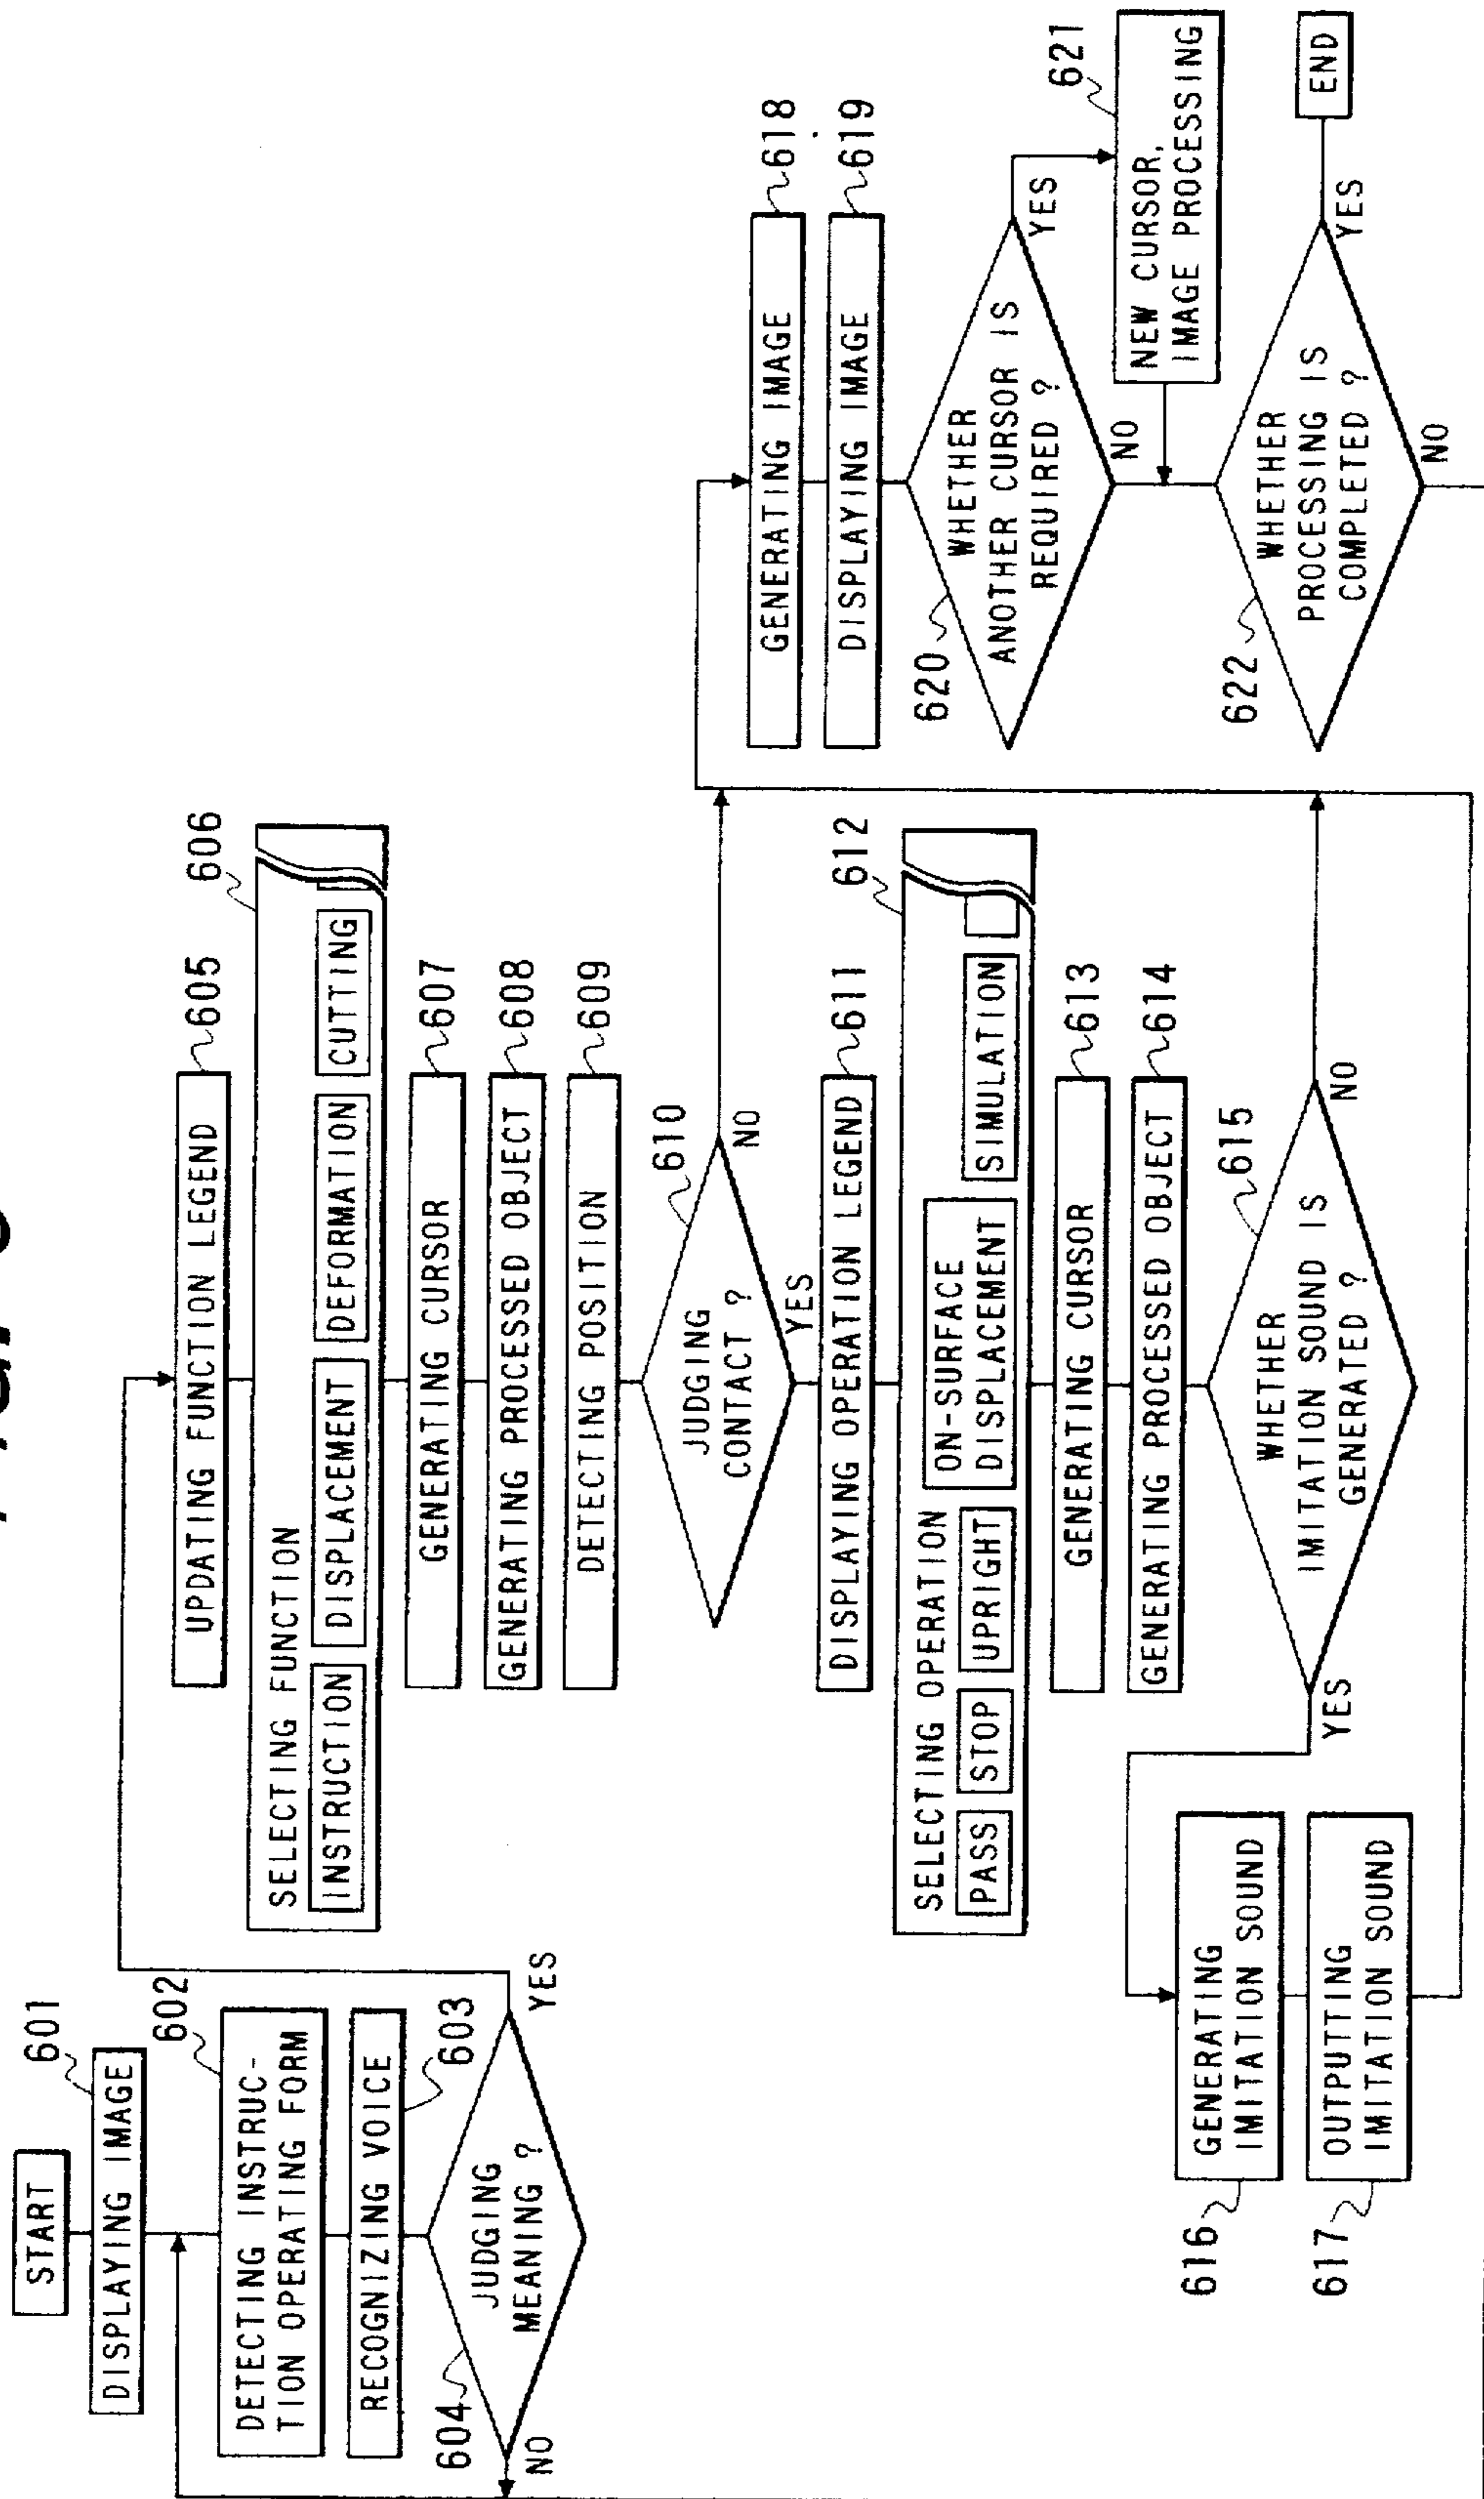 START
601
DISPLAYING IMAGE
602
DETECTING INSTRUC-
TION OPERATING FORM
RECOGNIZING VOICE
603
604
JUDGING
MEANING ?
NO
YES
UPDATING FUNCTION LEGEND
605
606
SELECTING FUNCTION
INSTRUCTION
DISPLACEMENT
DEFORMATION
CUTTING
GENERATING CURSOR
607
GENERATING PROCESSED OBJECT
608
DETECTING POSITION
609
610
JUDGING
CONTACT ?
NO
YES
DISPLAYING OPERATION LEGEND
611
612
SELECTING OPERATION
PASS
STOP
UPRIGHT
ON-SURFACE
DISPLACEMENT
SIMULATION
GENERATING CURSOR
613
GENERATING PROCESSED OBJECT
614
615
WHETHER
IMITATION SOUND IS
GENERATED ?
NO
YES
616
GENERATING
IMITATION SOUND
617
OUTPUTTING
IMITATION SOUND
GENERATING IMAGE
618
DISPLAYING IMAGE
619
620
WHETHER
ANOTHER CURSOR IS
REQUIRED ?
YES
NO
621
NEW CURSOR,
IMAGE PROCESSING
622
WHETHER
PROCESSING IS
COMPLETED ?
YES
NO
END